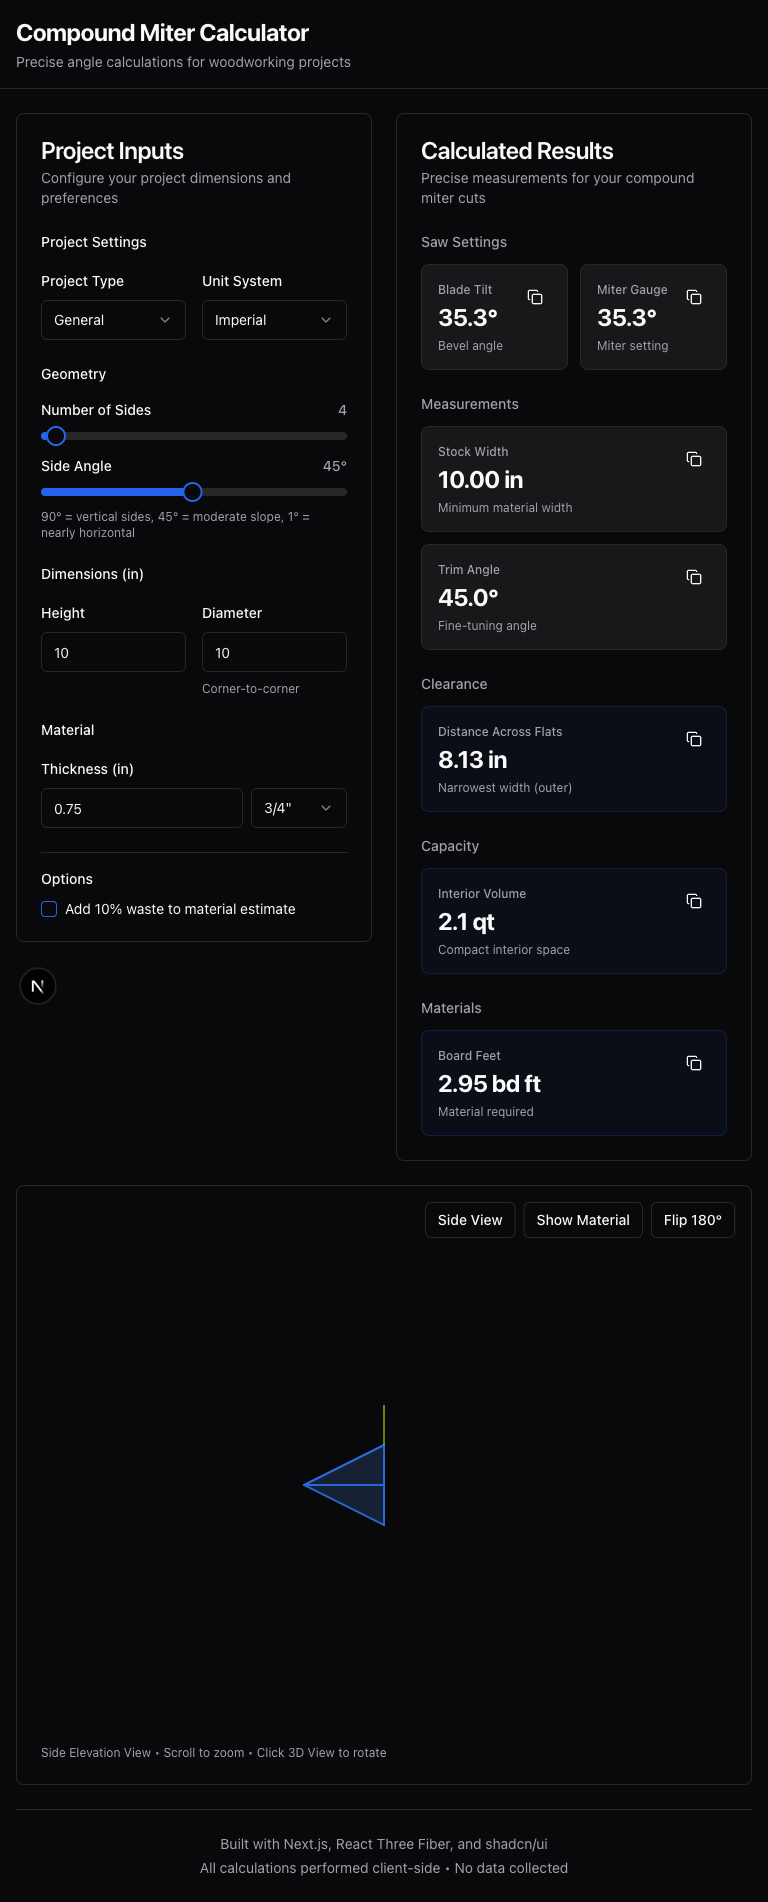 Compound Miter Calculator
Precise angle calculations for woodworking projects
Project Inputs
Configure your project dimensions and
preferences
Project Settings
Project Type
Unit System
General
Imperial
Geometry
Number of Sides
4
Side Angle
45°
90° = vertical sides, 45° = moderate slope, 1° =
nearly horizontal
Dimensions (in)
Height
Diameter
10
10
Corner-to-corner
Material
Thickness (in)
0.75
3/4"
Options
Add 10% waste to material estimate
N
Calculated Results
Precise measurements for your compound
miter cuts
Saw Settings
Blade Tilt
35.3°
Bevel angle
Miter Gauge
35.3°
Miter setting
Measurements
Stock Width
10.00 in
Minimum material width
Trim Angle
45.0°
Fine-tuning angle
Clearance
Distance Across Flats
8.13 in
Narrowest width (outer)
Capacity
Interior Volume
2.1 qt
Compact interior space
Materials
Board Feet
2.95 bd ft
Material required
Side View
Show Material
Flip 180°
Side Elevation View • Scroll to zoom • Click 3D View to rotate
Built with Next.js, React Three Fiber, and shadcn/ui
All calculations performed client-side • No data collected